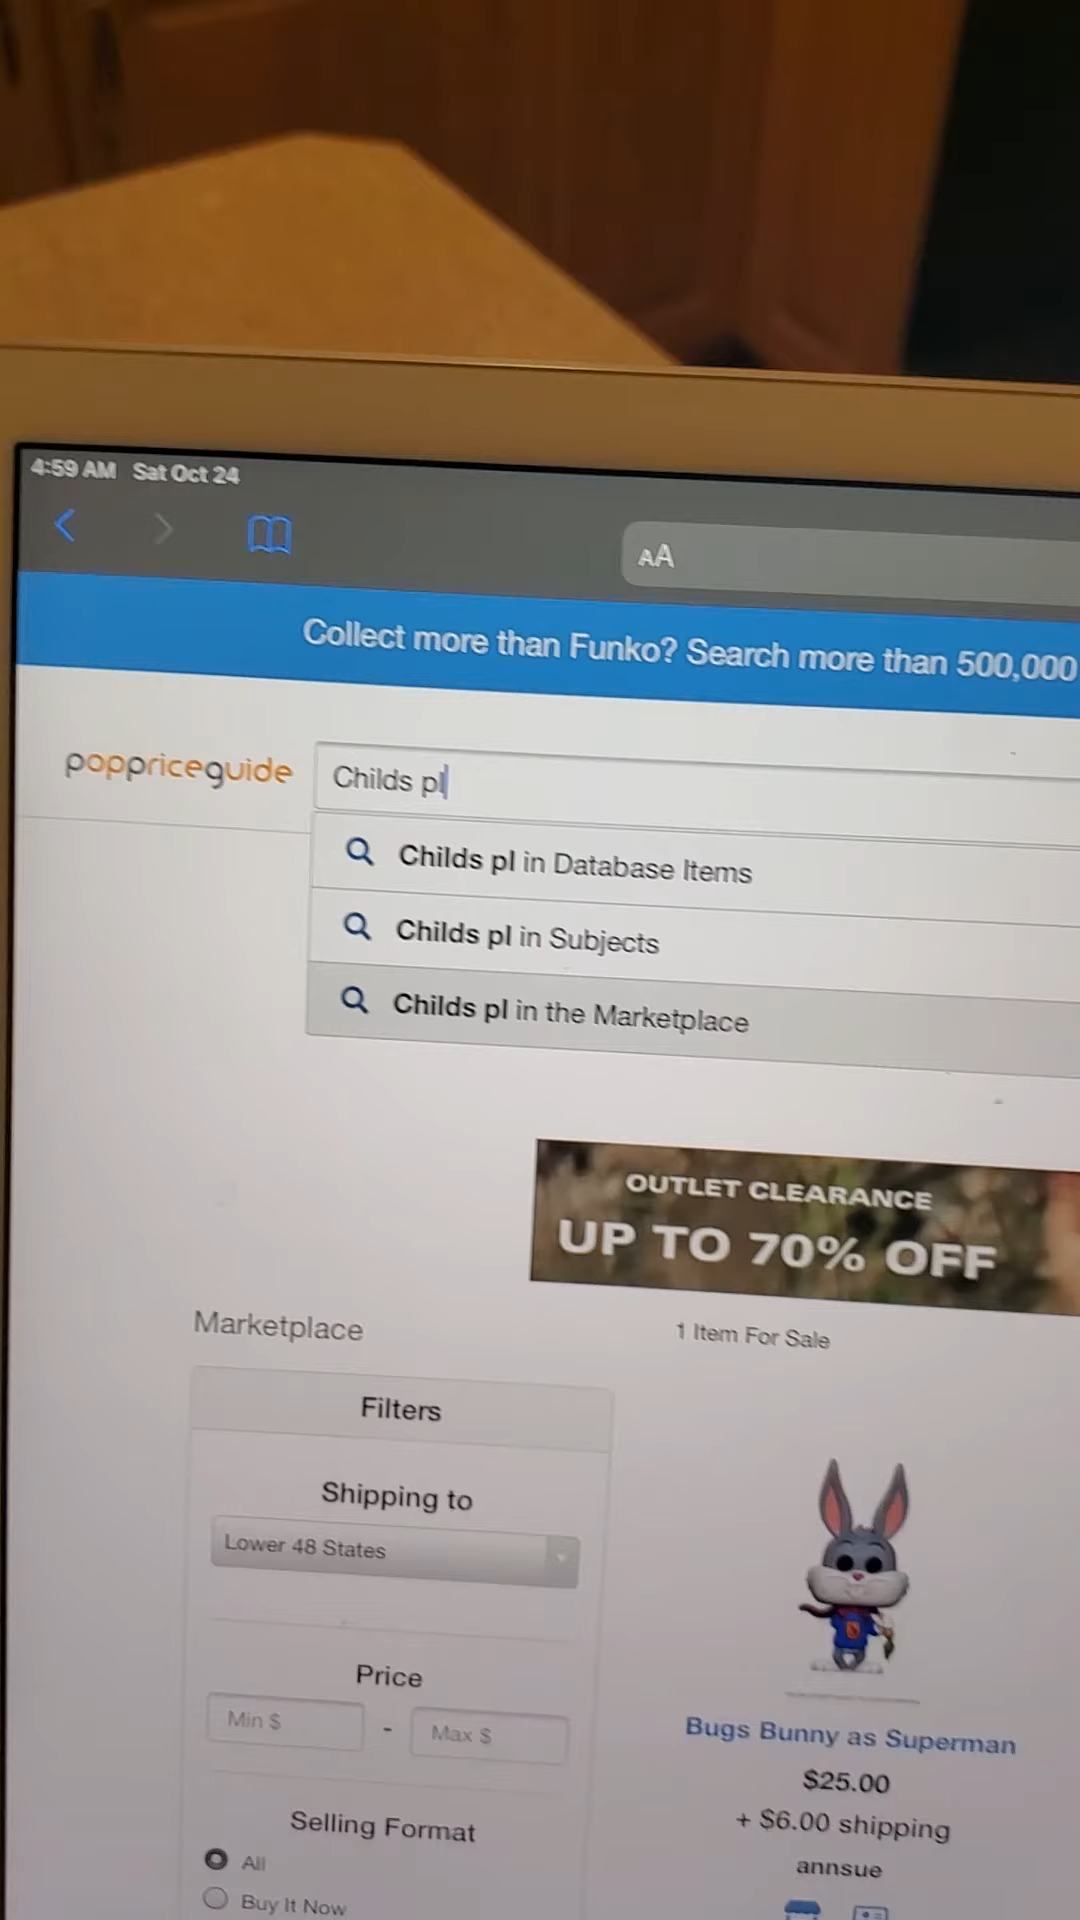 4:59 AM Sat Oct 24
AA
Collect more than Funko? Search more than 500,000
poppriceguide
Childs pl
Childs pl in Database Items
Childs pl in Subjects
Childs pl in the Marketplace
OUTLET CLEARANCE
UP TO 70% OFF
Marketplace
1 Item For Sale
Filters
Shipping to
Lower 48 States
Price
Min $ - Max $
Selling Format
All
Buy It Now
Bugs Bunny as Superman
$25.00
+ $6.00 shipping
annsue